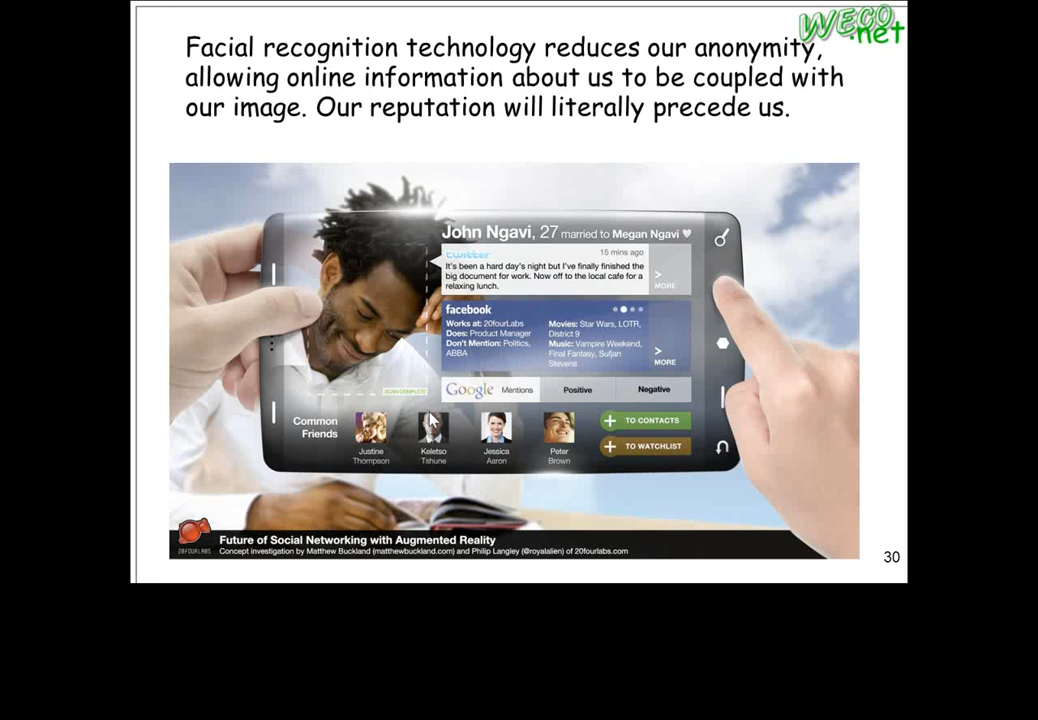 WECO
.net
Facial recognition technology reduces our anonymity,
allowing online information about us to be coupled with
our image. Our reputation will literally precede us.
John Ngavi, 27 married to Megan Ngavi
twitter
15 mins ago
It's been a hard day's night but I've finally finished the
big document for work. Now off to the local cafe for a
relaxing lunch.
>
MORE
facebook
Works at: 20fourLabs
Does: Product Manager
Don't Mention: Politics,
ABBA
Movies: Star Wars, LOTR,
District 9
Music: Vampire Weekend,
Final Fantasy, Sufjan
Stevens
>
MORE
SCAN COMPLETE
Google Mentions Positive Negative
Common
Friends
Justine
Thompson
Keletso
Tshune
Jessica
Aaron
Peter
Brown
+ TO CONTACTS
+ TO WATCHLIST
20FOURLABS
Future of Social Networking with Augmented Reality
Concept investigation by Matthew Buckland (matthewbuckland.com) and Philip Langley (@royalalien) of 20fourlabs.com
30